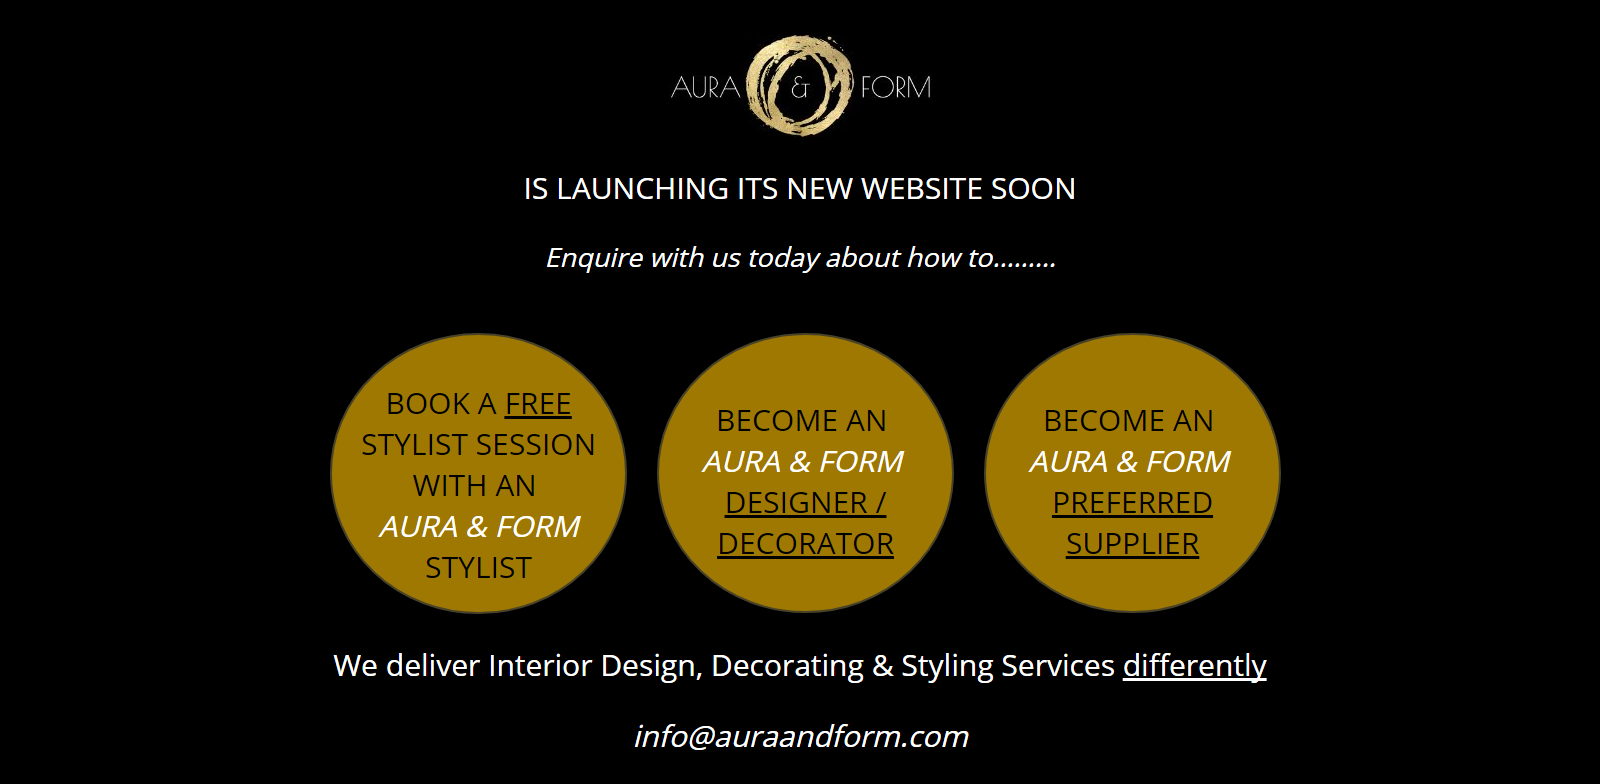 AURA & FORM
IS LAUNCHING ITS NEW WEBSITE SOON
Enquire with us today about how to.........
BOOK A FREE
STYLIST SESSION
WITH AN
AURA & FORM
STYLIST
BECOME AN
AURA & FORM
DESIGNER /
DECORATOR
BECOME AN
AURA & FORM
PREFERRED
SUPPLIER
We deliver Interior Design, Decorating & Styling Services differently
info@auraandform.com